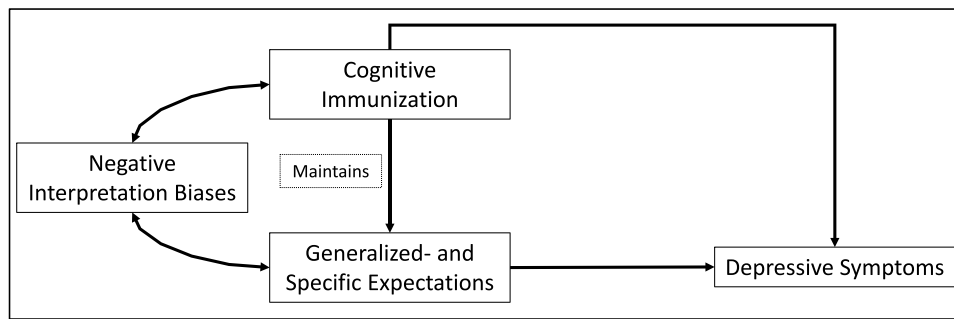 Cognitive
Immunization
Negative
Interpretation Biases
Maintains
Generalized- and
Specific Expectations
Depressive Symptoms